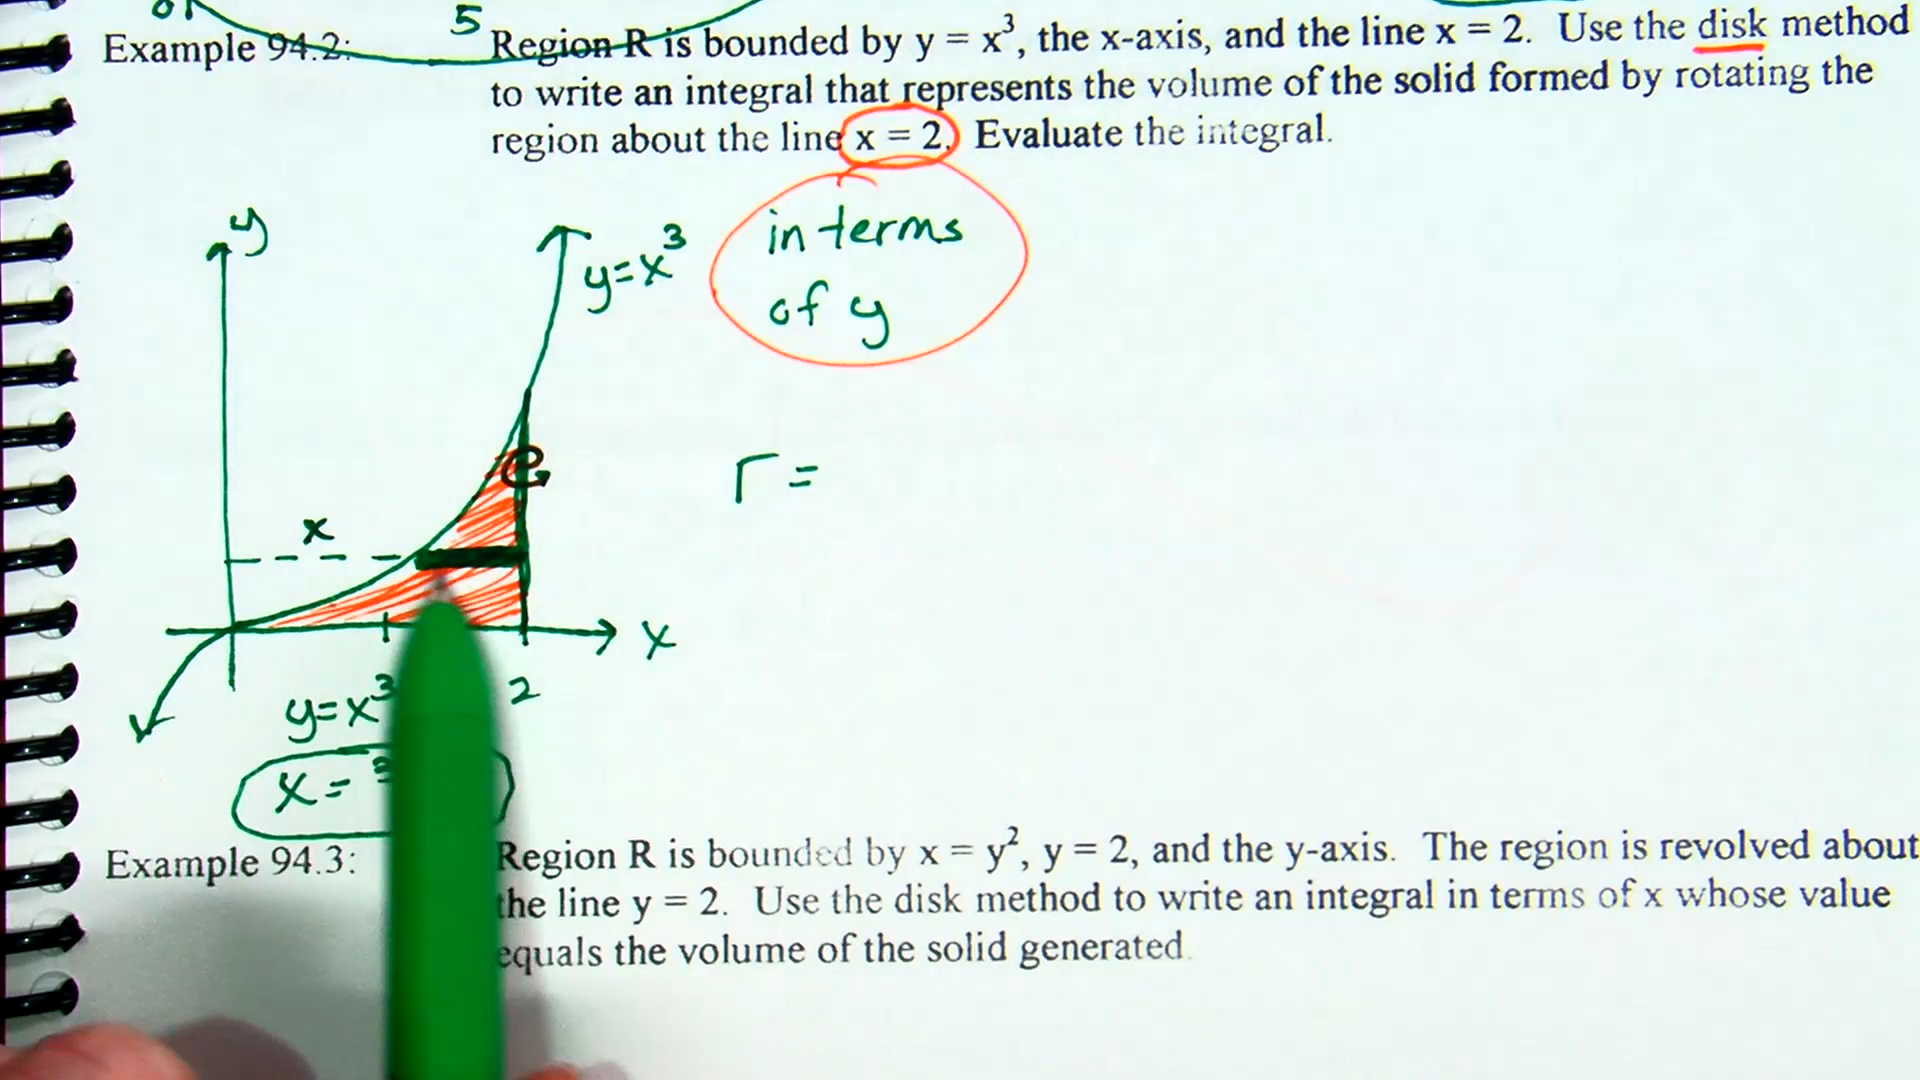 5
Example 94.2:
Region R is bounded by y = x³, the x-axis, and the line x = 2. Use the disk method
to write an integral that represents the volume of the solid formed by rotating the
region about the line x = 2. Evaluate the integral.
y
y=x³
in terms
of y
r =
x
x
2
y=x³
x = 3
Example 94.3:
Region R is bounded by x = y², y = 2, and the y-axis. The region is revolved about
the line y = 2. Use the disk method to write an integral in terms of x whose value
equals the volume of the solid generated.